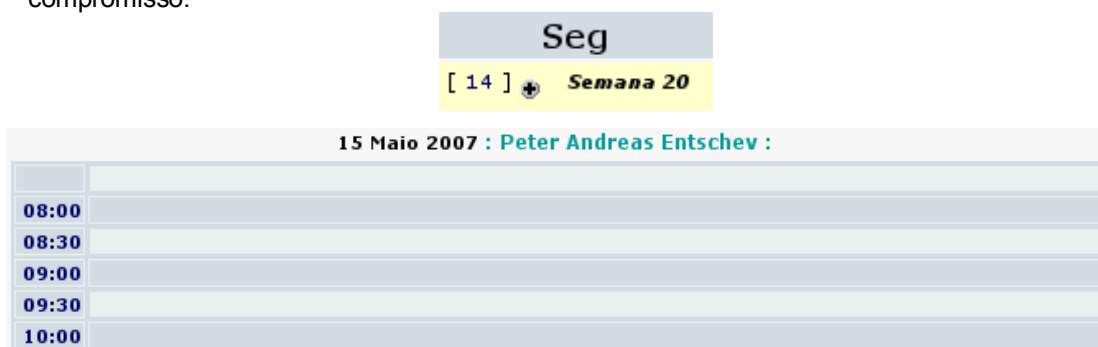 compromisso.
Seg
[ 14 ] Semana 20
15 Maio 2007 : Peter Andreas Entschev :
08:00
08:30
09:00
09:30
10:00